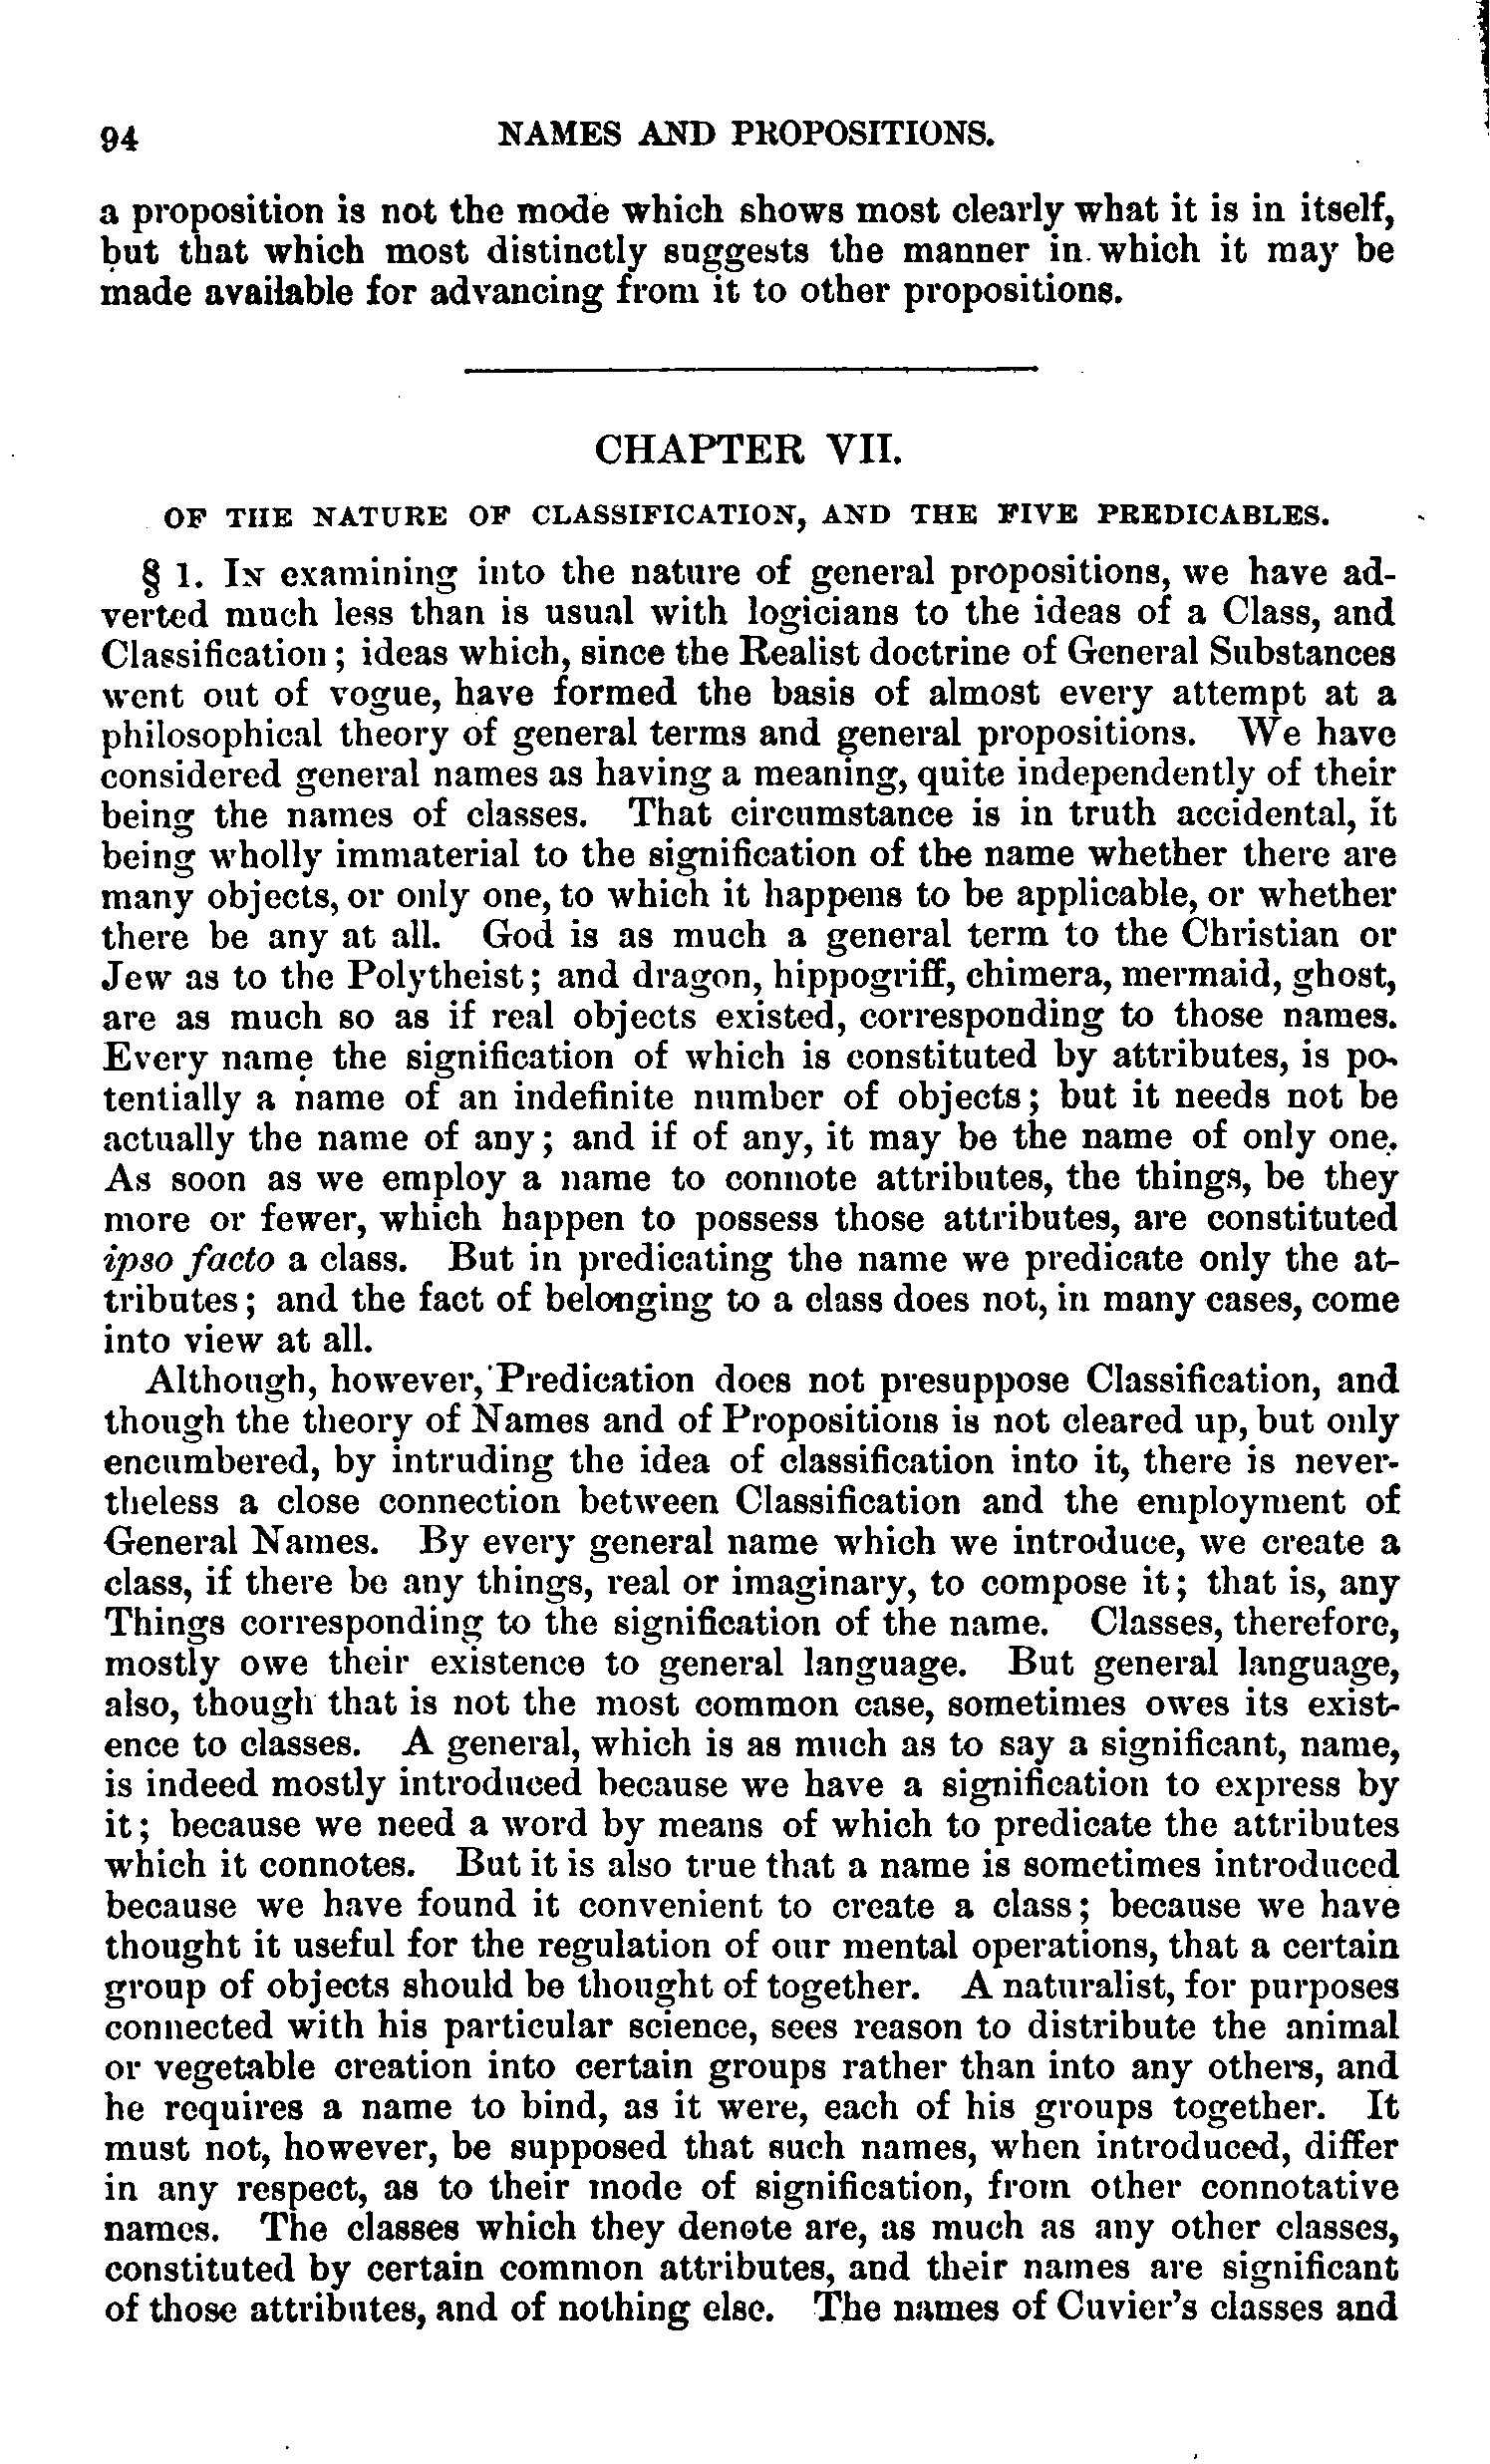 94 NAMES AND PROPOSITIONS.
a proposition is not the mode which shows most clearly what it is in itself,
but that which most distinctly suggests the manner in which it may be
made available for advancing from it to other propositions.
CHAPTER VII.
OF THE NATURE OF CLASSIFICATION, AND THE FIVE PREDICABLES.
§ 1. In examining into the nature of general propositions, we have ad-
verted much less than is usual with logicians to the ideas of a Class, and
Classification; ideas which, since the Realist doctrine of General Substances
went out of vogue, have formed the basis of almost every attempt at a
philosophical theory of general terms and general propositions. We have
considered general names as having a meaning, quite independently of their
being the names of classes. That circumstance is in truth accidental, it
being wholly immaterial to the signification of the name whether there are
many objects, or only one, to which it happens to be applicable, or whether
there be any at all. God is as much a general term to the Christian or
Jew as to the Polytheist; and dragon, hippogriff, chimera, mermaid, ghost,
are as much so as if real objects existed, corresponding to those names.
Every name the signification of which is constituted by attributes, is po-
tentially a name of an indefinite number of objects; but it needs not be
actually the name of any; and if of any, it may be the name of only one.
As soon as we employ a name to connote attributes, the things, be they
more or fewer, which happen to possess those attributes, are constituted
ipso facto a class. But in predicating the name we predicate only the at-
tributes; and the fact of belonging to a class does not, in many cases, come
into view at all.
Although, however, Predication does not presuppose Classification, and
though the theory of Names and of Propositions is not cleared up, but only
encumbered, by intruding the idea of classification into it, there is never-
theless a close connection between Classification and the employment of
General Names. By every general name which we introduce, we create a
class, if there be any things, real or imaginary, to compose it; that is, any
Things corresponding to the signification of the name. Classes, therefore,
mostly owe their existence to general language. But general language,
also, though that is not the most common case, sometimes owes its exist-
ence to classes. A general, which is as much as to say a significant, name,
is indeed mostly introduced because we have a signification to express by
it; because we need a word by means of which to predicate the attributes
which it connotes. But it is also true that a name is sometimes introduced
because we have found it convenient to create a class; because we have
thought it useful for the regulation of our mental operations, that a certain
group of objects should be thought of together. A naturalist, for purposes
connected with his particular science, sees reason to distribute the animal
or vegetable creation into certain groups rather than into any others, and
he requires a name to bind, as it were, each of his groups together. It
must not, however, be supposed that such names, when introduced, differ
in any respect, as to their mode of signification, from other connotative
names. The classes which they denote are, as much as any other classes,
constituted by certain common attributes, and their names are significant
of those attributes, and of nothing else. The names of Cuvier's classes and